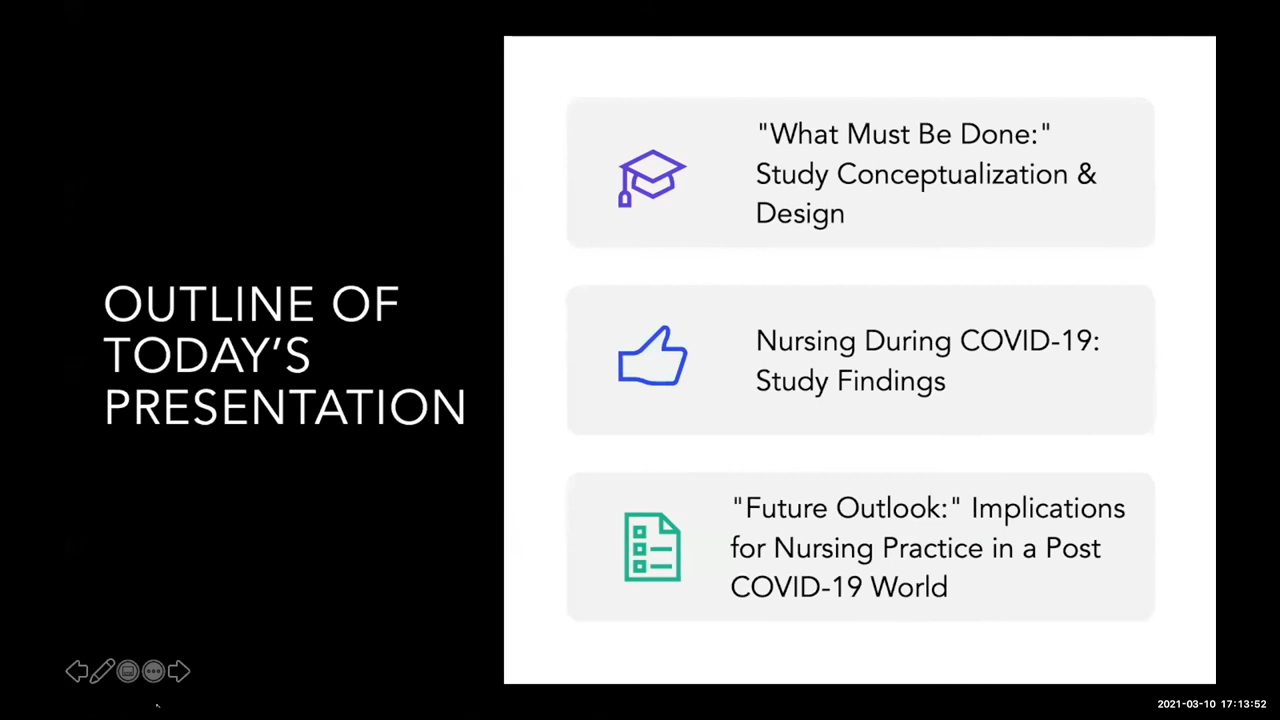 OUTLINE OF
TODAY’S
PRESENTATION
"What Must Be Done:"
Study Conceptualization &
Design
Nursing During COVID-19:
Study Findings
"Future Outlook:" Implications
for Nursing Practice in a Post
COVID-19 World
2021-03-10 17:13:52